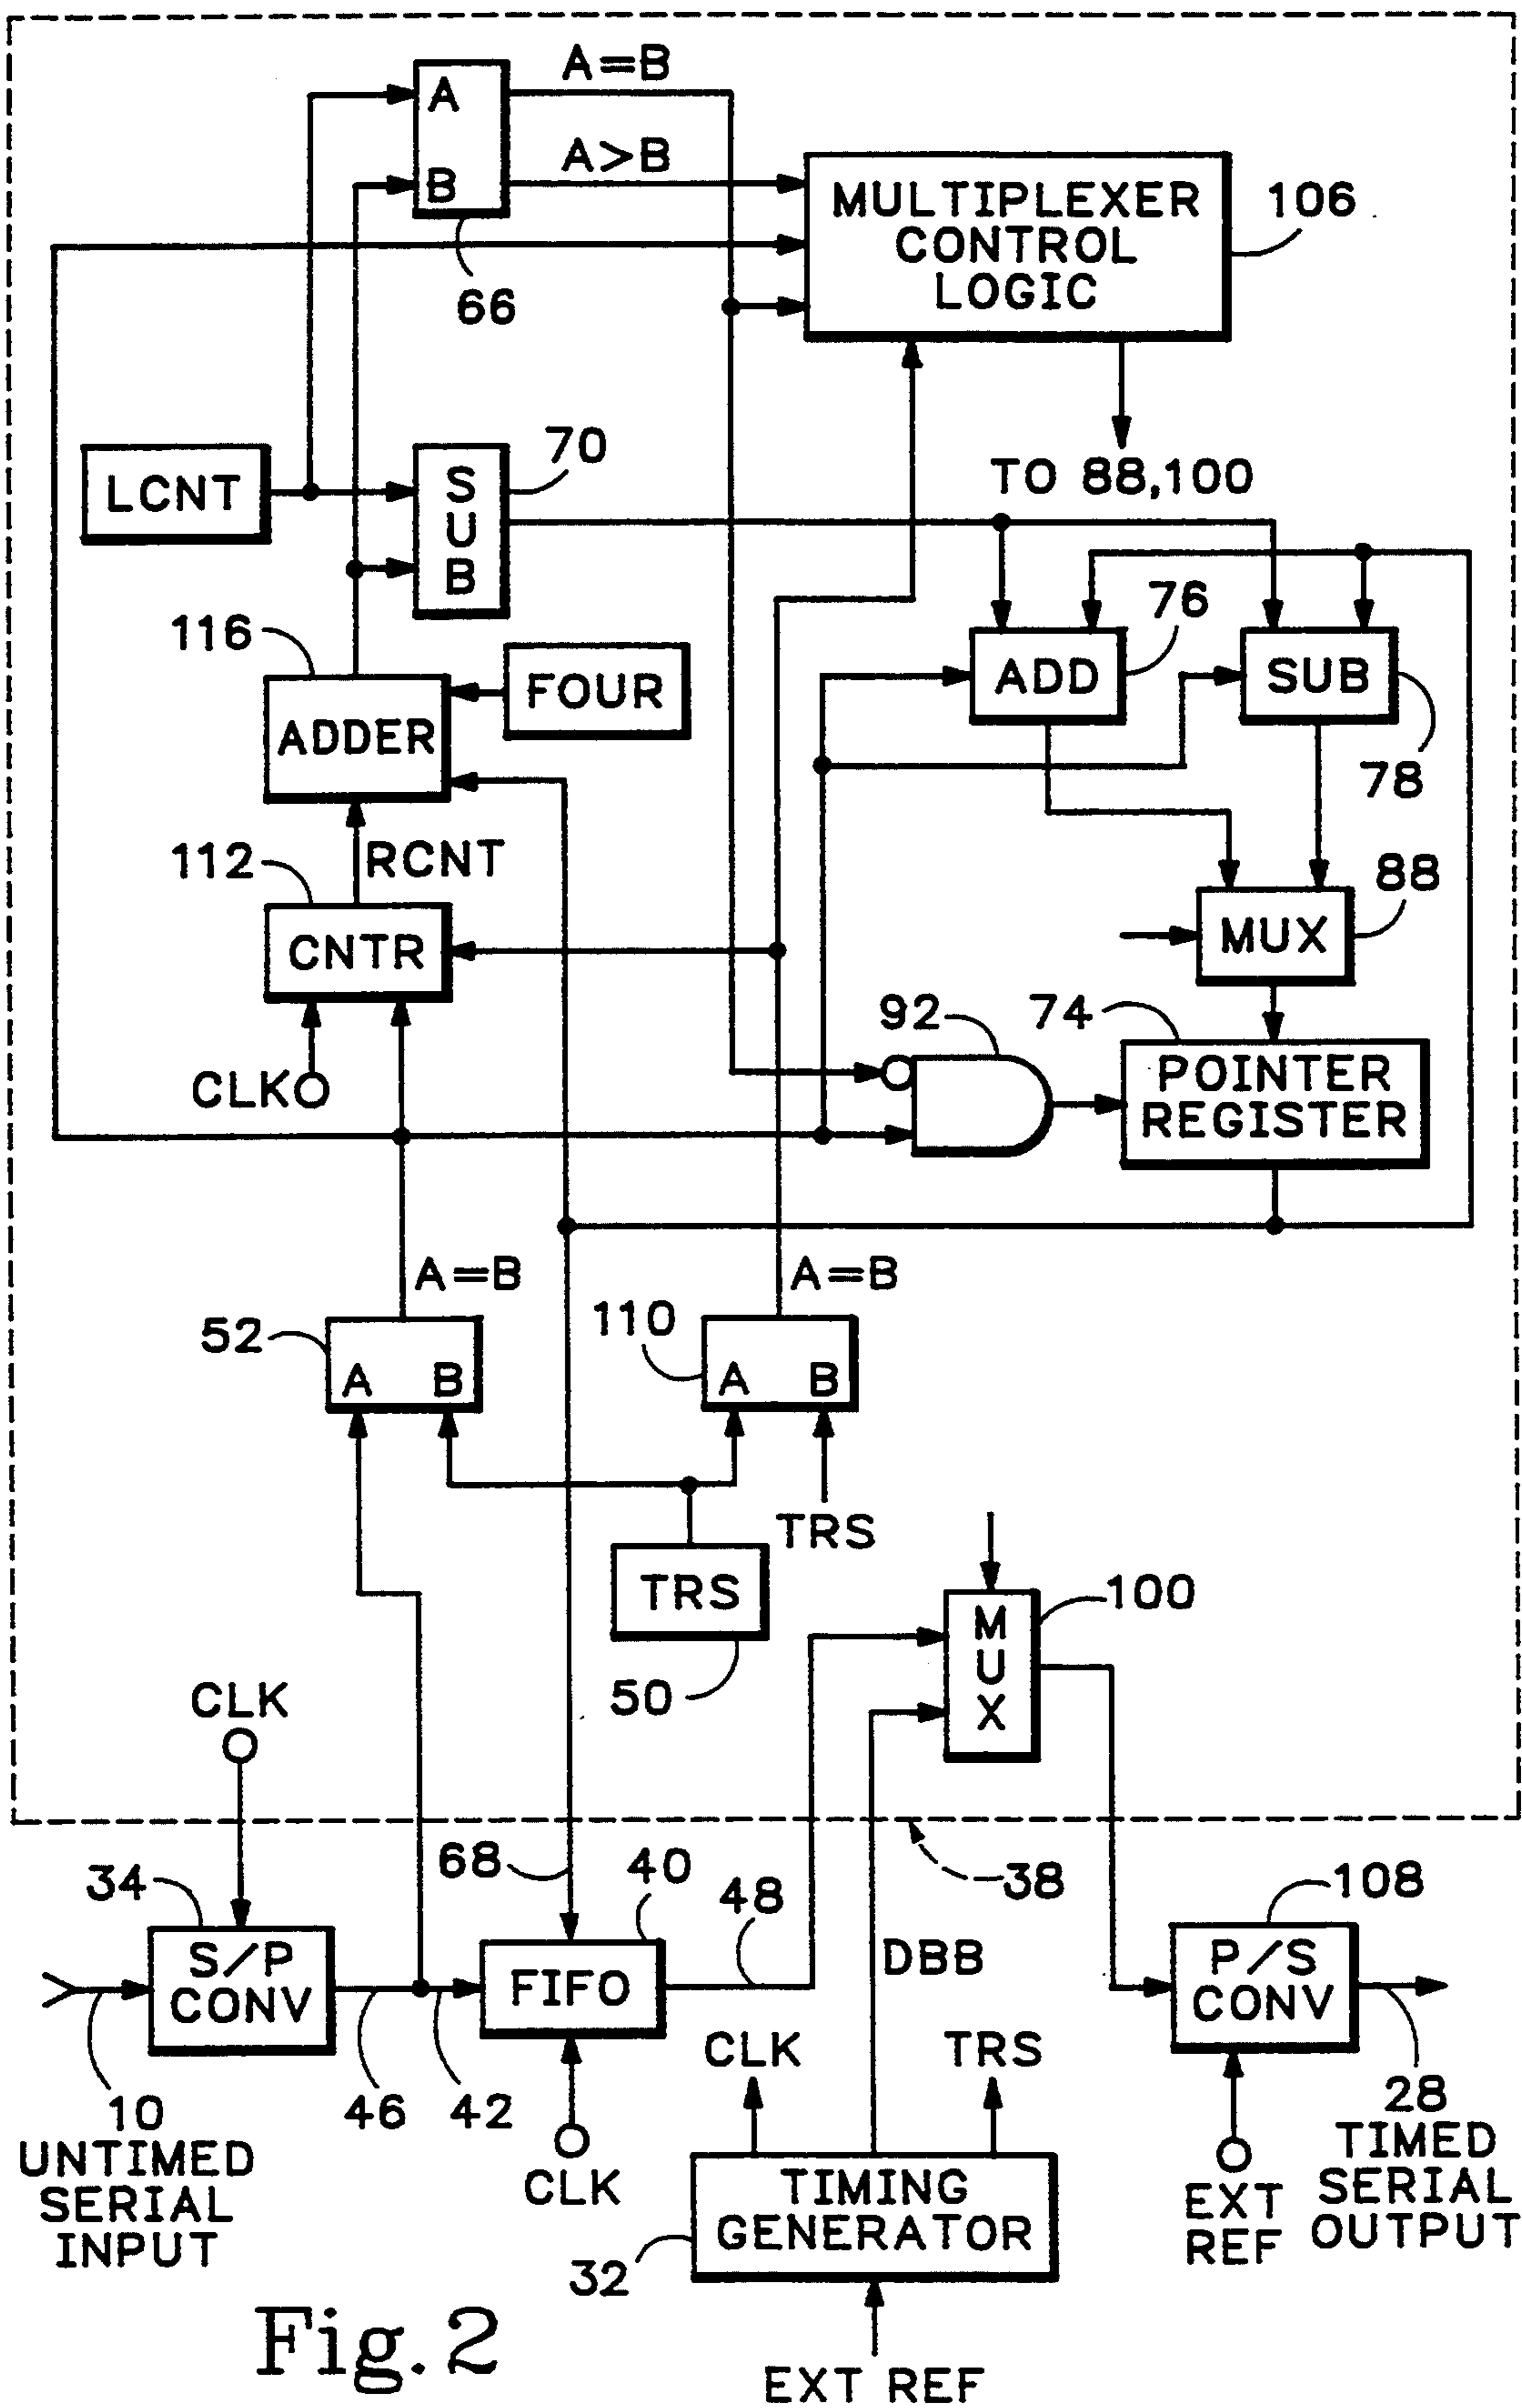 A=B
A
A>B
B
MULTIPLEXER
CONTROL
LOGIC
106
66
70
LCNT
S
U
B
TO 88,100
76
116
FOUR
ADD
SUB
ADDER
78
RCNT
112
88
CNTR
MUX
92
74
CLK
POINTER
REGISTER
A=B
A=B
52
110
A
B
A
B
TRS
TRS
100
M
U
X
50
CLK
68
40
38
108
34
48
S/P
CONV
FIFO
DBB
P/S
CONV
CLK
TRS
10
46
42
28
UNTIMED
SERIAL
INPUT
CLK
TIMING
GENERATOR
EXT
REF
TIMED
SERIAL
OUTPUT
32
Fig. 2
EXT REF